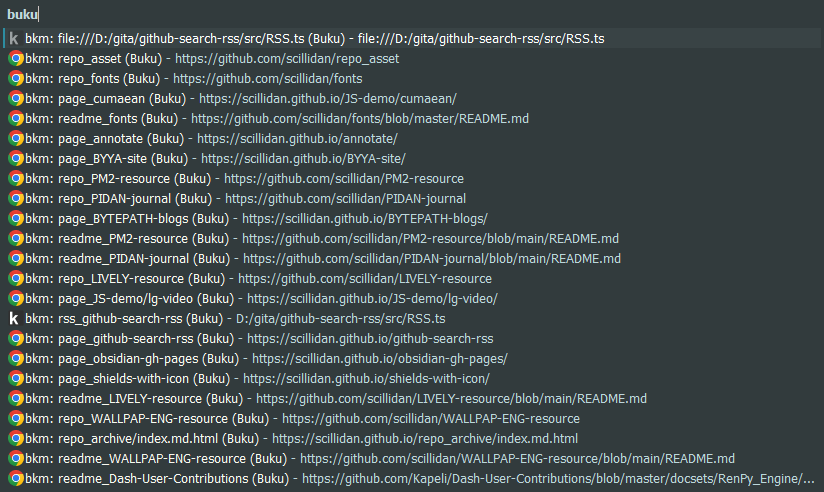 buku
bkm: file:///D:/gita/github-search-rss/src/RSS.ts (Buku) - file:///D:/gita/github-search-rss/src/RSS.ts
bkm: repo_asset (Buku) - https://github.com/scillidan/repo_asset
bkm: repo_fonts (Buku) - https://github.com/scillidan/fonts
bkm: page_cumaean (Buku) - https://scillidan.github.io/JS-demo/cumaean/
bkm: readme_fonts (Buku) - https://github.com/scillidan/fonts/blob/master/README.md
bkm: page_annotate (Buku) - https://scillidan.github.io/annotate/
bkm: page_BYYA-site (Buku) - https://scillidan.github.io/BYYA-site/
bkm: repo_PM2-resource (Buku) - https://github.com/scillidan/PM2-resource
bkm: repo_PIDAN-journal (Buku) - https://github.com/scillidan/PIDAN-journal
bkm: page_BYTEPATH-blogs (Buku) - https://scillidan.github.io/BYTEPATH-blogs/
bkm: readme_PM2-resource (Buku) - https://github.com/scillidan/PM2-resource/blob/main/README.md
bkm: readme_PIDAN-journal (Buku) - https://github.com/scillidan/PIDAN-journal/blob/main/README.md
bkm: repo_LIVELY-resource (Buku) - https://github.com/scillidan/LIVELY-resource
bkm: page_JS-demo/lg-video (Buku) - https://scillidan.github.io/JS-demo/lg-video/
bkm: rss_github-search-rss (Buku) - D:/gita/github-search-rss/src/RSS.ts
bkm: page_github-search-rss (Buku) - https://scillidan.github.io/github-search-rss
bkm: page_obsidian-gh-pages (Buku) - https://scillidan.github.io/obsidian-gh-pages/
bkm: page_shields-with-icon (Buku) - https://scillidan.github.io/shields-with-icon/
bkm: readme_LIVELY-resource (Buku) - https://github.com/scillidan/LIVELY-resource/blob/main/README.md
bkm: repo_WALLPAP-ENG-resource (Buku) - https://github.com/scillidan/WALLPAP-ENG-resource
bkm: repo_archive/index.md.html (Buku) - https://scillidan.github.io/repo_archive/index.md.html
bkm: readme_WALLPAP-ENG-resource (Buku) - https://github.com/scillidan/WALLPAP-ENG-resource/blob/main/README.md
bkm: readme_Dash-User-Contributions (Buku) - https://github.com/Kapeli/Dash-User-Contributions/blob/master/docsets/RenPy_Engine/...